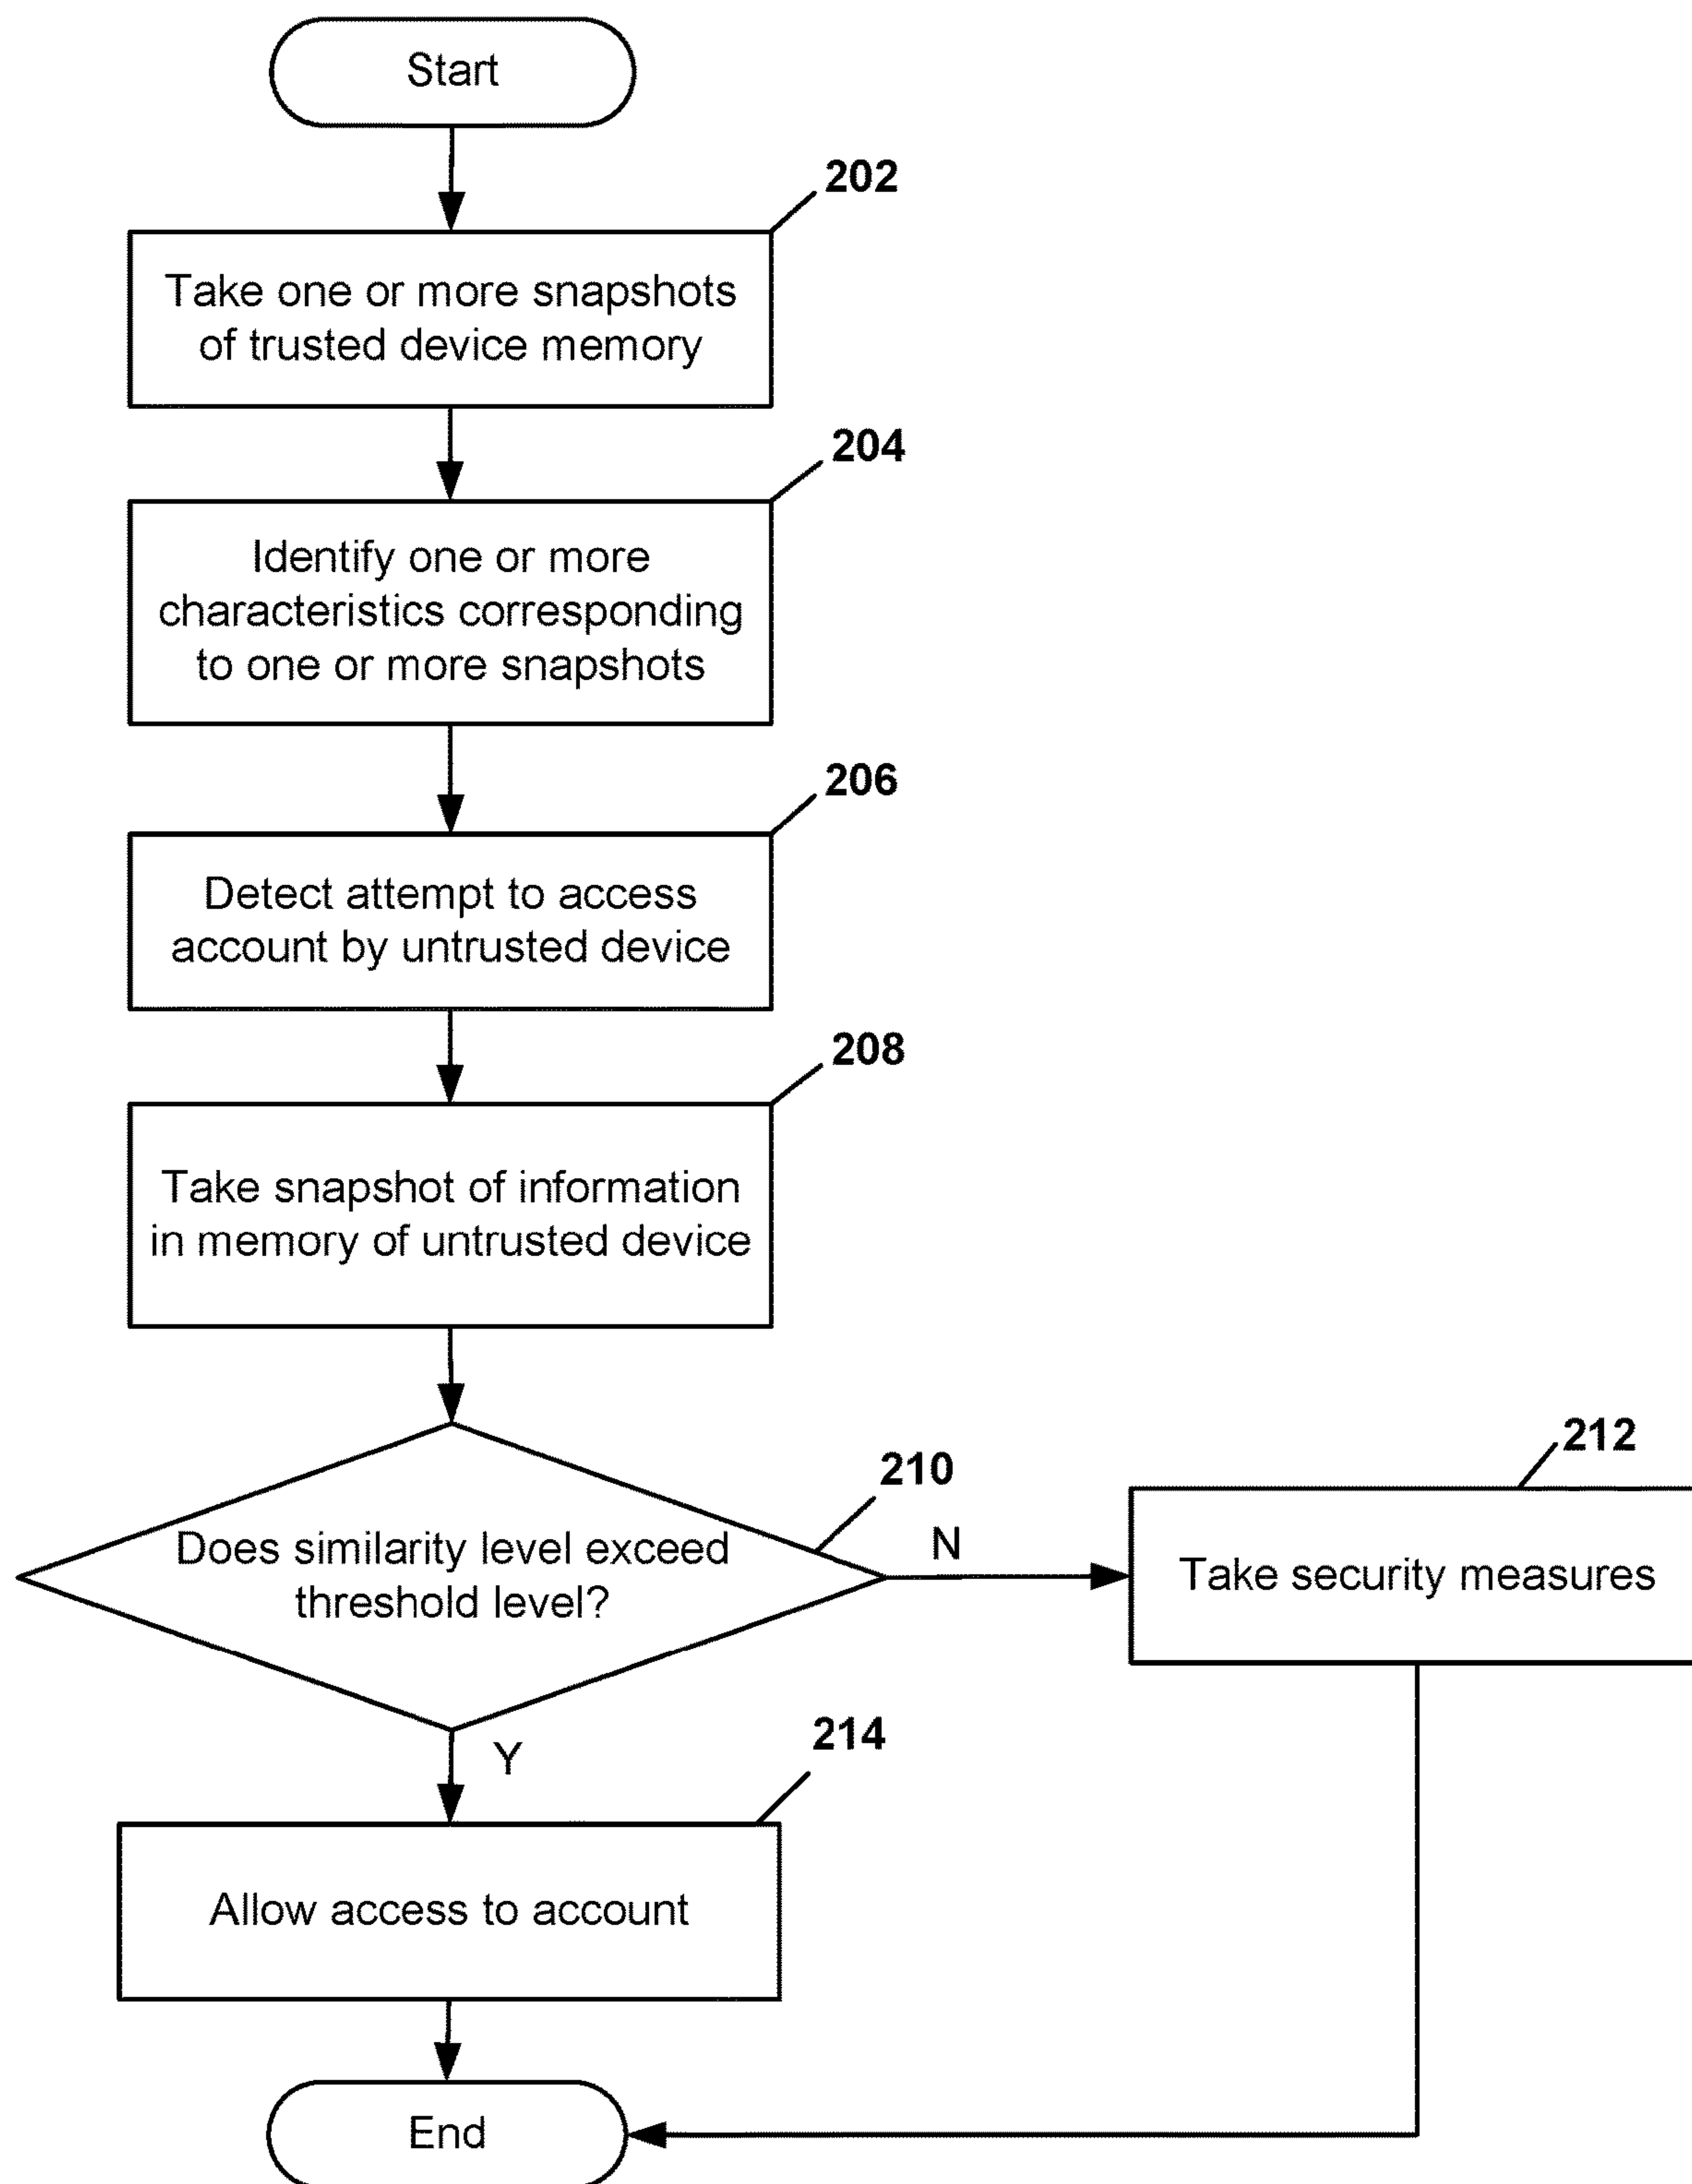 Start
202
Take one or more snapshots
of trusted device memory
204
Identify one or more
characteristics corresponding
to one or more snapshots
206
Detect attempt to access
account by untrusted device
208
Take snapshot of information
in memory of untrusted device
210
Does similarity level exceed
threshold level?
N
212
Take security measures
Y
214
Allow access to account
End